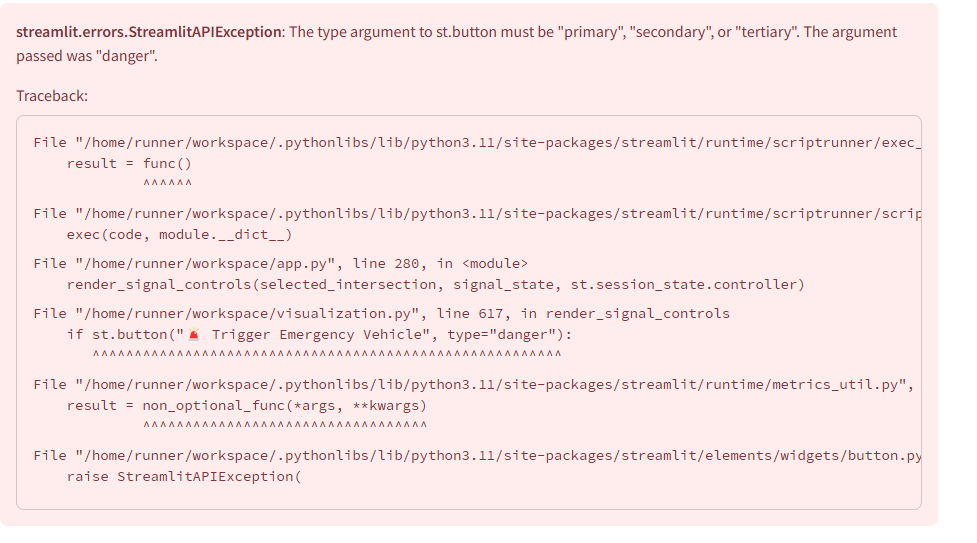 streamlit.errors.StreamlitAPIException: The type argument to st.button must be "primary", "secondary", or "tertiary". The argument
passed was "danger".
Traceback:
File "/home/runner/workspace/.pythonlibs/lib/python3.11/site-packages/streamlit/runtime/scriptrunner/exec_
    result = func()
             ^^^^^^
File "/home/runner/workspace/.pythonlibs/lib/python3.11/site-packages/streamlit/runtime/scriptrunner/scrip
    exec(code, module.__dict__)
File "/home/runner/workspace/app.py", line 280, in <module>
    render_signal_controls(selected_intersection, signal_state, st.session_state.controller)
File "/home/runner/workspace/visualization.py", line 617, in render_signal_controls
    if st.button("🚨 Trigger Emergency Vehicle", type="danger"):
       ^^^^^^^^^^^^^^^^^^^^^^^^^^^^^^^^^^^^^^^^^^^^^^^^^^^^^^^^
File "/home/runner/workspace/.pythonlibs/lib/python3.11/site-packages/streamlit/runtime/metrics_util.py",
    result = non_optional_func(*args, **kwargs)
             ^^^^^^^^^^^^^^^^^^^^^^^^^^^^^^^^^^
File "/home/runner/workspace/.pythonlibs/lib/python3.11/site-packages/streamlit/elements/widgets/button.py
    raise StreamlitAPIException(